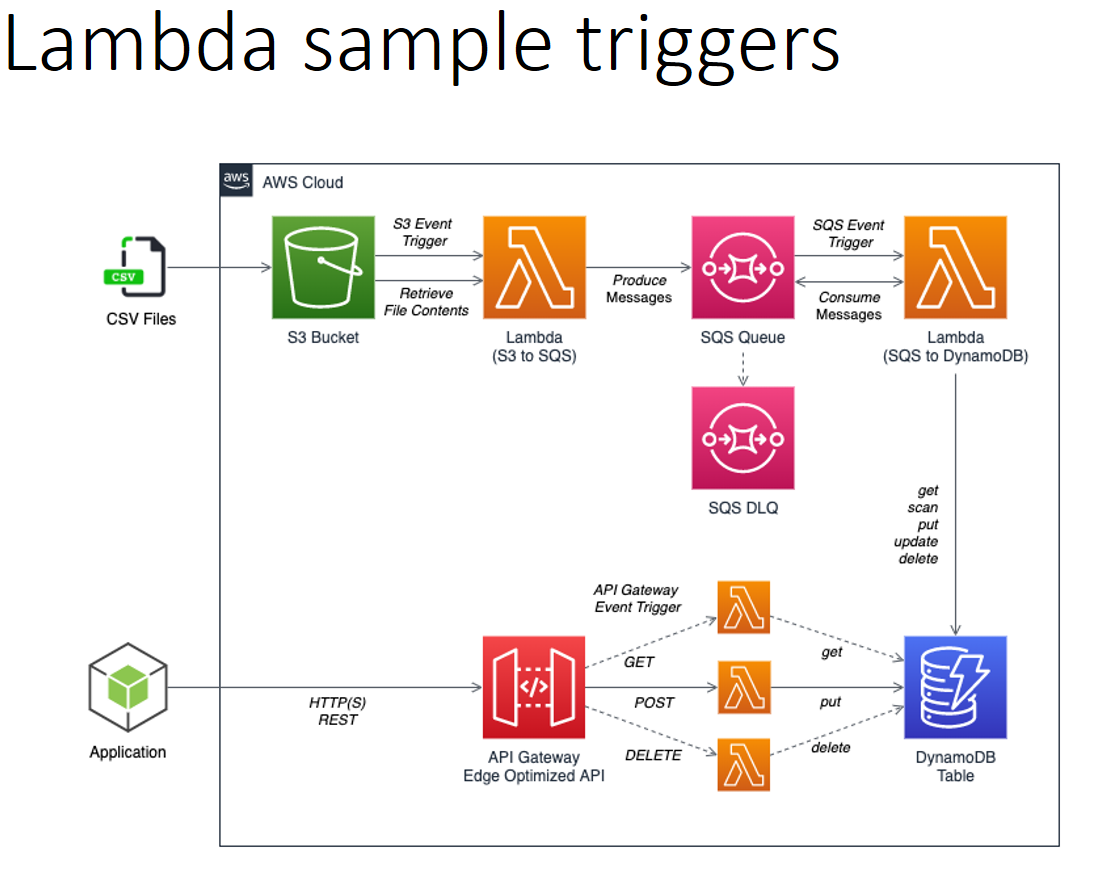 Lambda sample triggers
aws
AWS Cloud
CSV
CSV Files
S3 Bucket
S3 Event
Trigger
Retrieve
File Contents
Lambda
(S3 to SQS)
Produce
Messages
SQS Queue
SQS Event
Trigger
Consume
Messages
Lambda
(SQS to DynamoDB)
SQS DLQ
get
scan
put
update
delete
API Gateway
Event Trigger
Application
HTTP(S)
REST
</>
API Gateway
Edge Optimized API
GET
POST
DELETE
get
put
delete
DynamoDB
Table